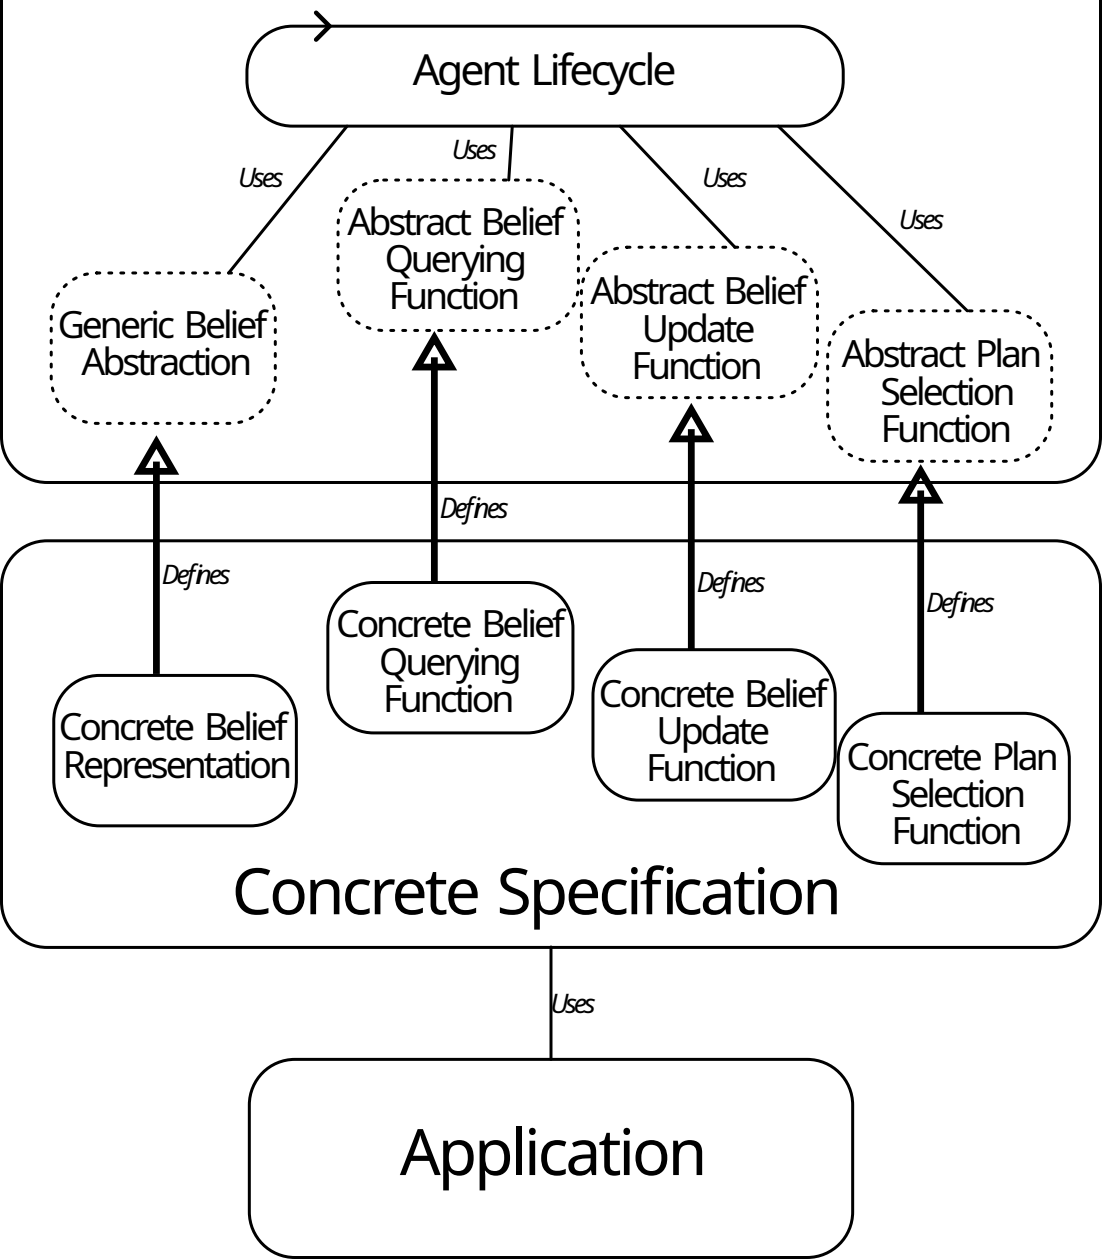 Agent Lifecycle
Uses
Uses
Uses
Uses
Generic Belief
Abstraction
Abstract Belief
Querying
Function
Abstract Belief
Update
Function
Abstract Plan
Selection
Function
Defines
Defines
Defines
Defines
Concrete Belief
Representation
Concrete Belief
Querying
Function
Concrete Belief
Update
Function
Concrete Plan
Selection
Function
Concrete Specification
Uses
Application